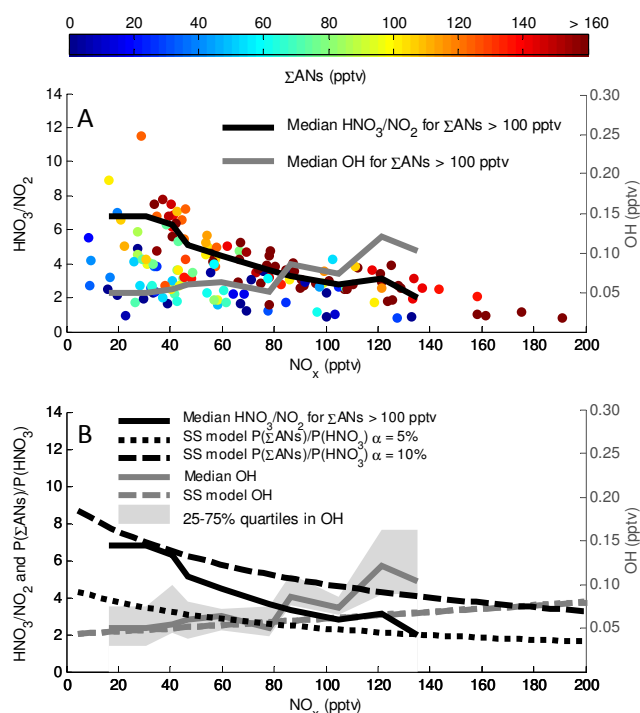 0 20 40 60 80 100 120 140 > 160
ΣANs (pptv)
A
Median HNO3/NO2 for ΣANs > 100 pptv
Median OH for ΣANs > 100 pptv
14
12
10
8
6
4
2
0
HNO3/NO2
0.30
0.25
0.20
0.15
0.10
0.05
0.00
OH (pptv)
0 20 40 60 80 100 120 140 160 180 200
NOx (pptv)
B
Median HNO3/NO2 for ΣANs > 100 pptv
SS model P(ΣANs)/P(HNO3) α = 5%
SS model P(ΣANs)/P(HNO3) α = 10%
Median OH
SS model OH
25-75% quartiles in OH
14
12
10
8
6
4
2
0
HNO3/NO2 and P(ΣANs)/P(HNO3)
0.30
0.25
0.20
0.15
0.10
0.05
0.00
OH (pptv)
0 20 40 60 80 100 120 140 160 180 200
NOx (pptv)